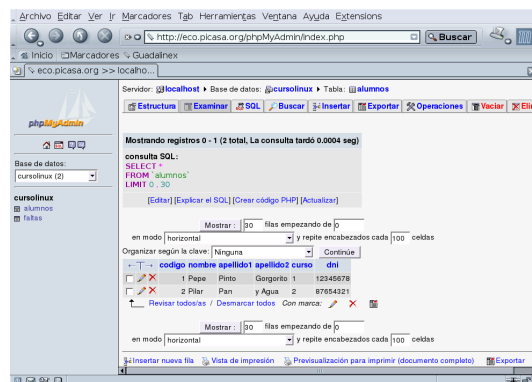 Archivo Editar Ver Ir Marcadores Tab Herramientas Ventana Ayuda Extensions
http://eco.picasa.org/phpMyAdmin/index.php Buscar
Inicio Marcadores Guadalinex
eco.picasa.org >> localho...
Servidor: localhost Base de datos: cursolinux Tabla: alumnos
Estructura Examinar SQL Buscar Insertar Exportar Operaciones Vaciar Eli
phpMyAdmin
Base de datos:
cursolinux (2)
cursolinux
alumnos
faltas
Mostrando registros 0 - 1 (2 total, La consulta tardó 0.0004 seg)
consulta SQL:
SELECT *
FROM `alumnos`
LIMIT 0 , 30
[Editar] [Explicar el SQL] [Crear código PHP] [Actualizar]
Mostrar : 30 filas empezando de 0
en modo horizontal y repite encabezados cada 100 celdas
Organizar según la clave: Ninguna Continúe
←T→ codigo nombre apellido1 apellido2 curso dni
1 Pepe Pinto Gorgorito 1 12345678
2 Pilar Pan y Agua 2 87654321
Revisar todos/as / Desmarcar todos Con marca:
Mostrar : 30 filas empezando de 0
en modo horizontal y repite encabezados cada 100 celdas
Insertar nueva fila Vista de impresión Previsualización para imprimir (documento completo) Exportar